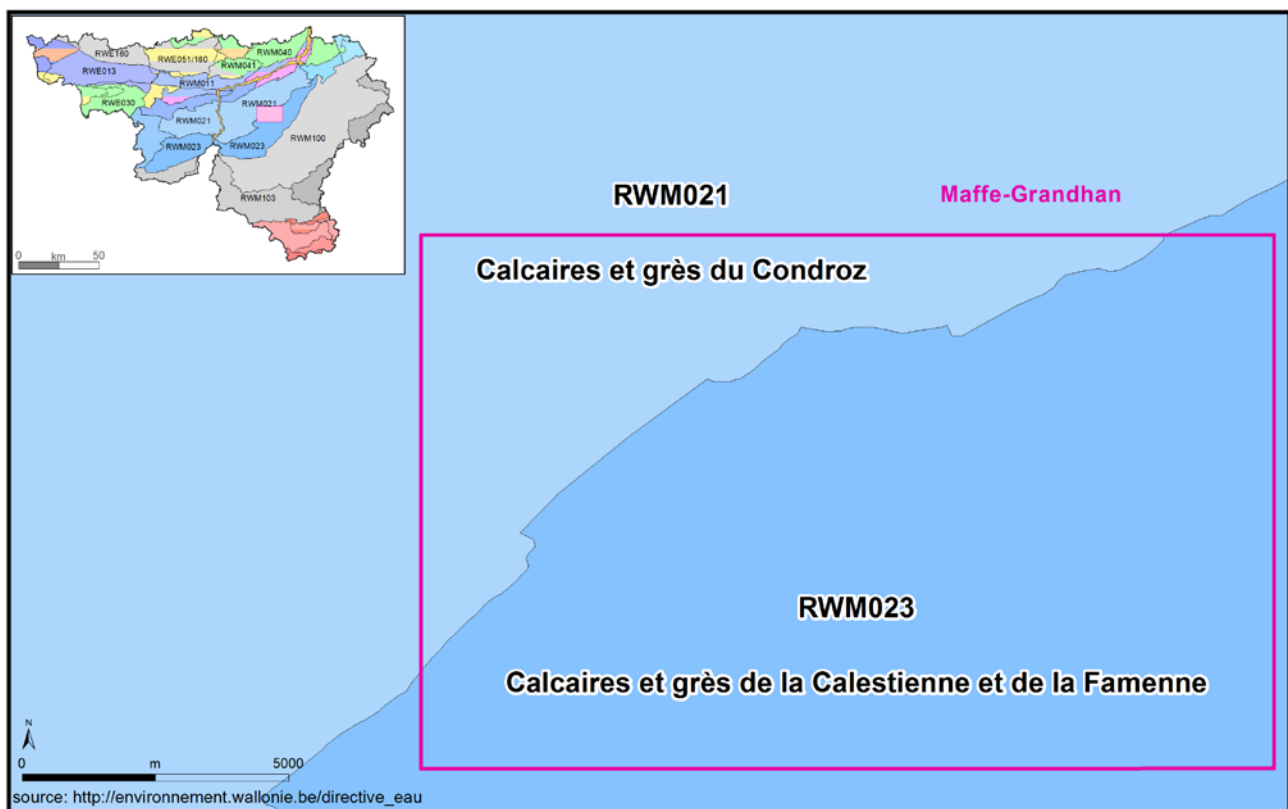 RWE160
RWE051/160
RWM040
RWM041
RWE013
RWM011
RWE030
RWM021
RWM021
RWM100
RWM023
RWM023
RWM103
0 km 50
RWM021
Maffe-Grandhan
Calcaires et grès du Condroz
RWM023
Calcaires et grès de la Calestienne et de la Famenne
N
0 m 5000
source: http://environnement.wallonie.be/directive_eau